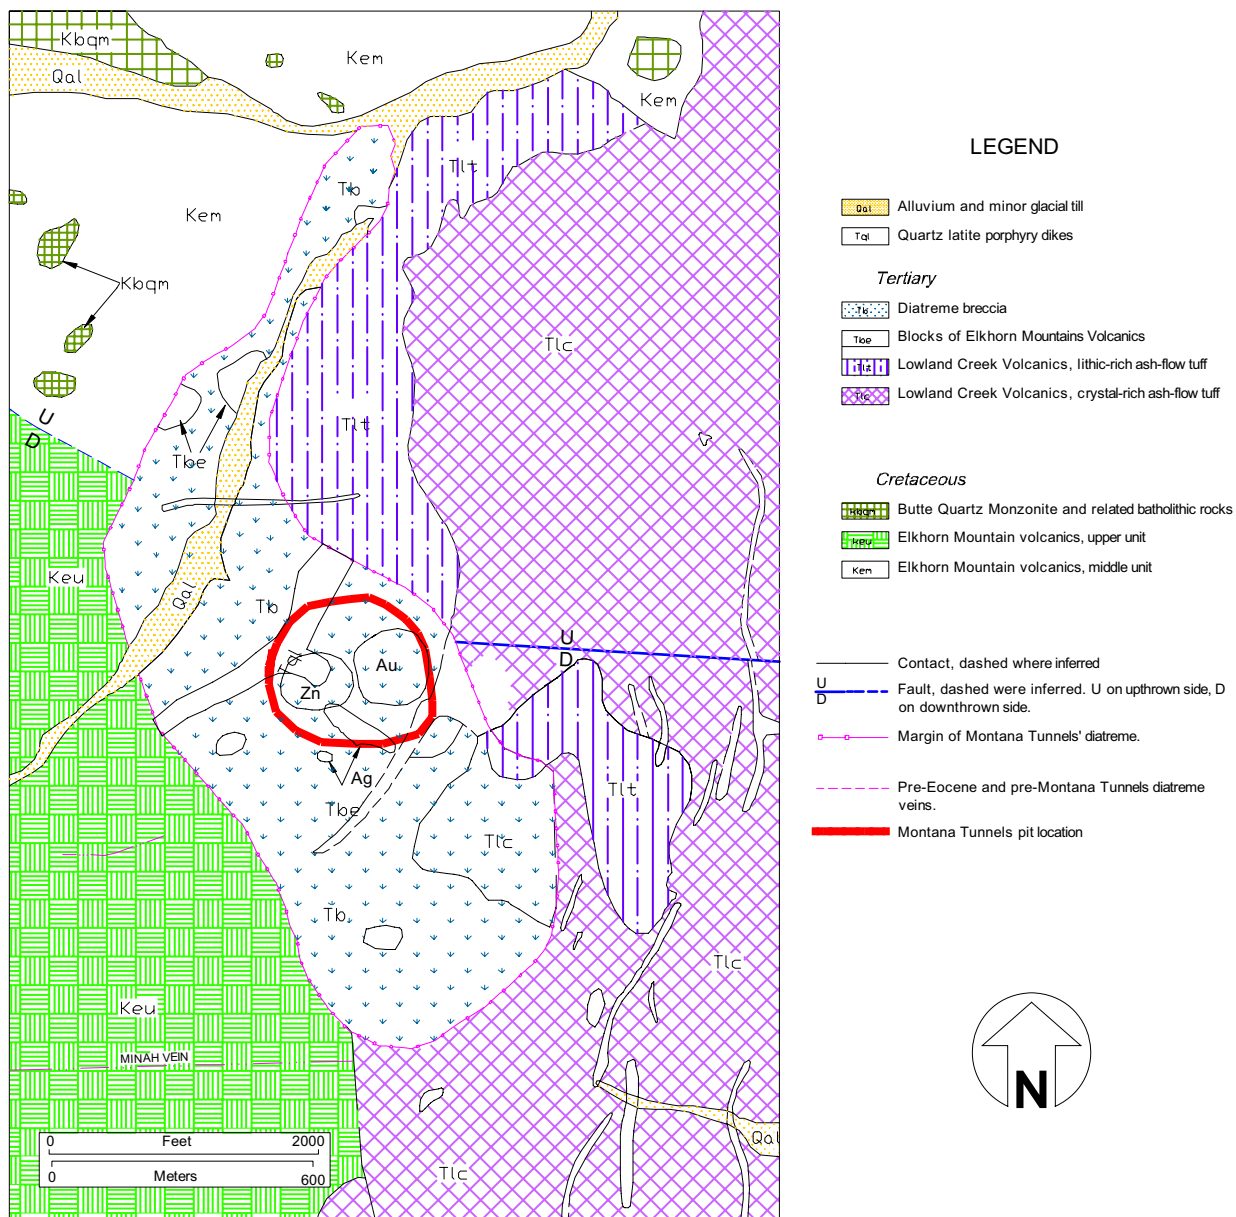 Kbqm
Kem
Qal
Kem
Tlt
Tb
Kem
Kbqm
Tlc
U
D
Tlt
Tbe
Keu
Qal
Tb
U
D
Tql
Au
Zn
Ag
Tbe
Tlt
Tlc
Tb
Tlc
Keu
MINAH VEIN
0 Feet 2000
0 Meters 600
Qal
Tlc
N
LEGEND
Qal Alluvium and minor glacial till
Tql Quartz latite porphyry dikes
Tertiary
Tb Diatreme breccia
Tbe Blocks of Elkhorn Mountains Volcanics
Tlt Lowland Creek Volcanics, lithic-rich ash-flow tuff
Tlc Lowland Creek Volcanics, crystal-rich ash-flow tuff
Cretaceous
Kbqm Butte Quartz Monzonite and related batholithic rocks
Keu Elkhorn Mountain volcanics, upper unit
Kem Elkhorn Mountain volcanics, middle unit
Contact, dashed where inferred
U
D
Fault, dashed were inferred. U on upthrown side, D
on downthrown side.
Margin of Montana Tunnels' diatreme.
Pre-Eocene and pre-Montana Tunnels diatreme
veins.
Montana Tunnels pit location